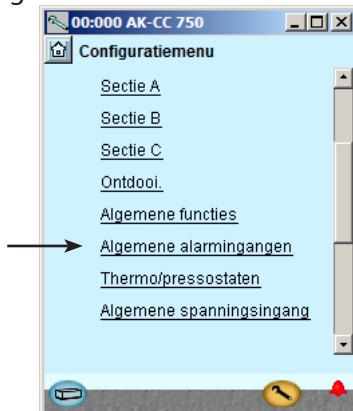 00:000 AK-CC 750
Configuratiemenu
Sectie A
Sectie B
Sectie C
Ontdooi.
Algemene functies
Algemene alarmingangen
Thermo/pressostaten
Algemene spanningsingang